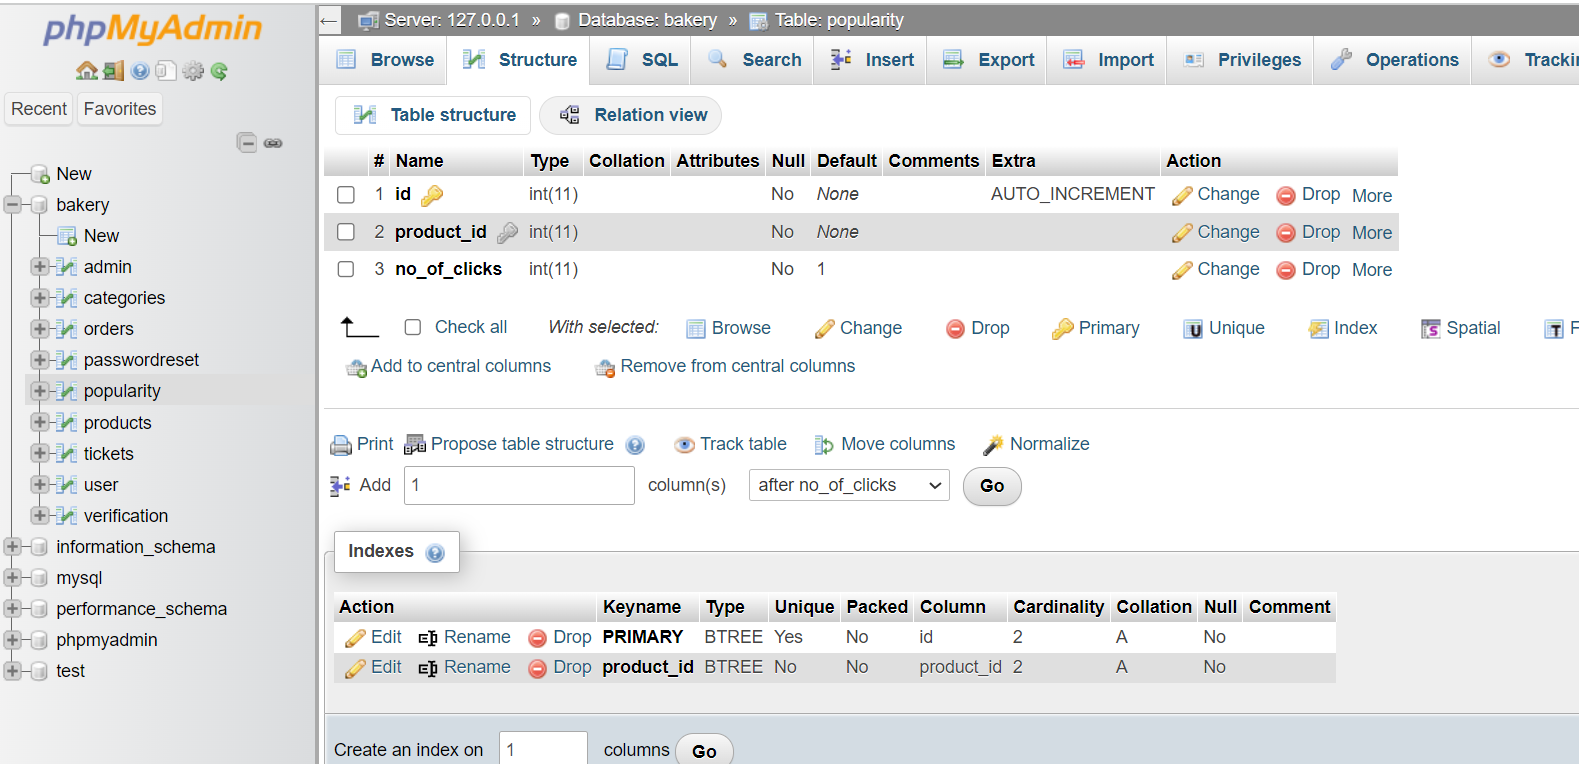 phpMyAdmin
Recent Favorites
New
bakery
New
admin
categories
orders
passwordreset
popularity
products
tickets
user
verification
information_schema
mysql
performance_schema
phpmyadmin
test
← Server: 127.0.0.1 » Database: bakery » Table: popularity
Browse Structure SQL Search Insert Export Import Privileges Operations
Table structure Relation view
# Name Type Collation Attributes Null Default Comments Extra Action
1 id int(11) No None AUTO_INCREMENT Change Drop More
2 product_id int(11) No None Change Drop More
3 no_of_clicks int(11) No 1 Change Drop More
Check all With selected: Browse Change Drop Primary Unique Index Spatial
Add to central columns Remove from central columns
Print Propose table structure Track table Move columns Normalize
Add 1 column(s) after no_of_clicks Go
Indexes
Action Keyname Type Unique Packed Column Cardinality Collation Null Comment
Edit Rename Drop PRIMARY BTREE Yes No id 2 A No
Edit Rename Drop product_id BTREE No No product_id 2 A No
Create an index on 1 columns Go